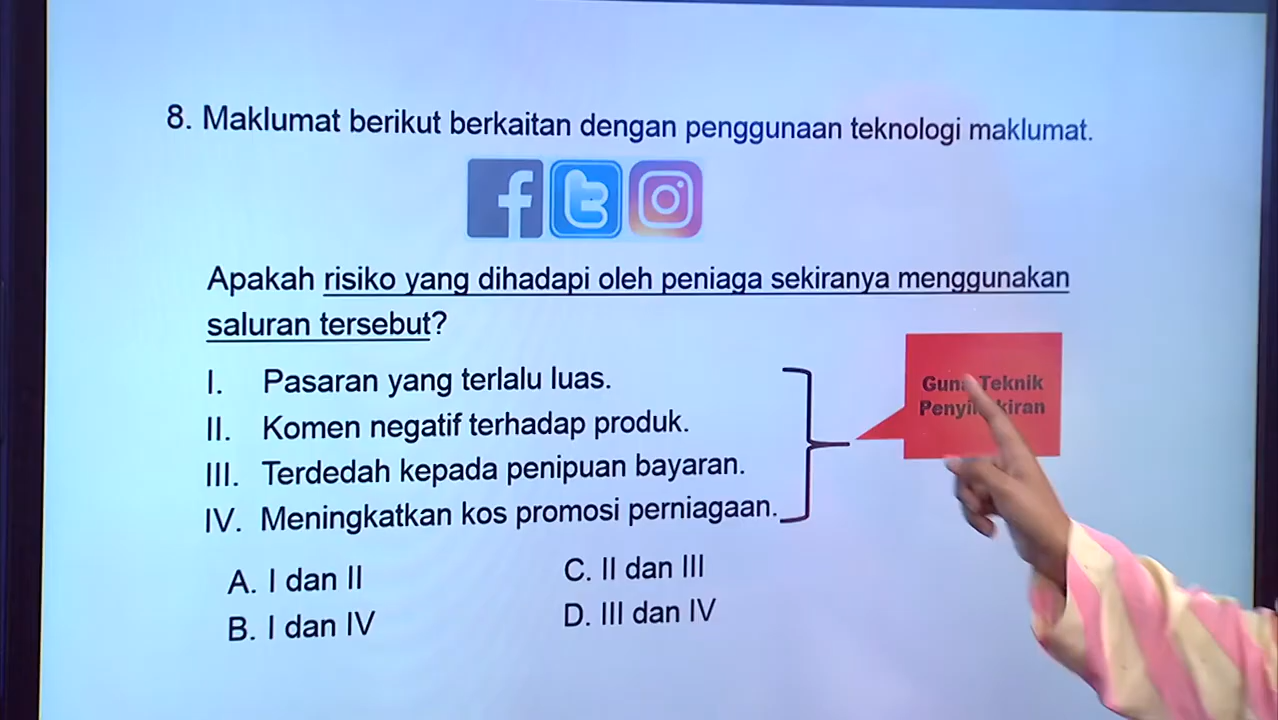 8. Maklumat berikut berkaitan dengan penggunaan teknologi maklumat.
Apakah risiko yang dihadapi oleh peniaga sekiranya menggunakan
saluran tersebut?
I. Pasaran yang terlalu luas.
II. Komen negatif terhadap produk.
III. Terdedah kepada penipuan bayaran.
IV. Meningkatkan kos promosi perniagaan.
Guna Teknik
A. I dan II
C. II dan III
B. I dan IV
D. III dan IV